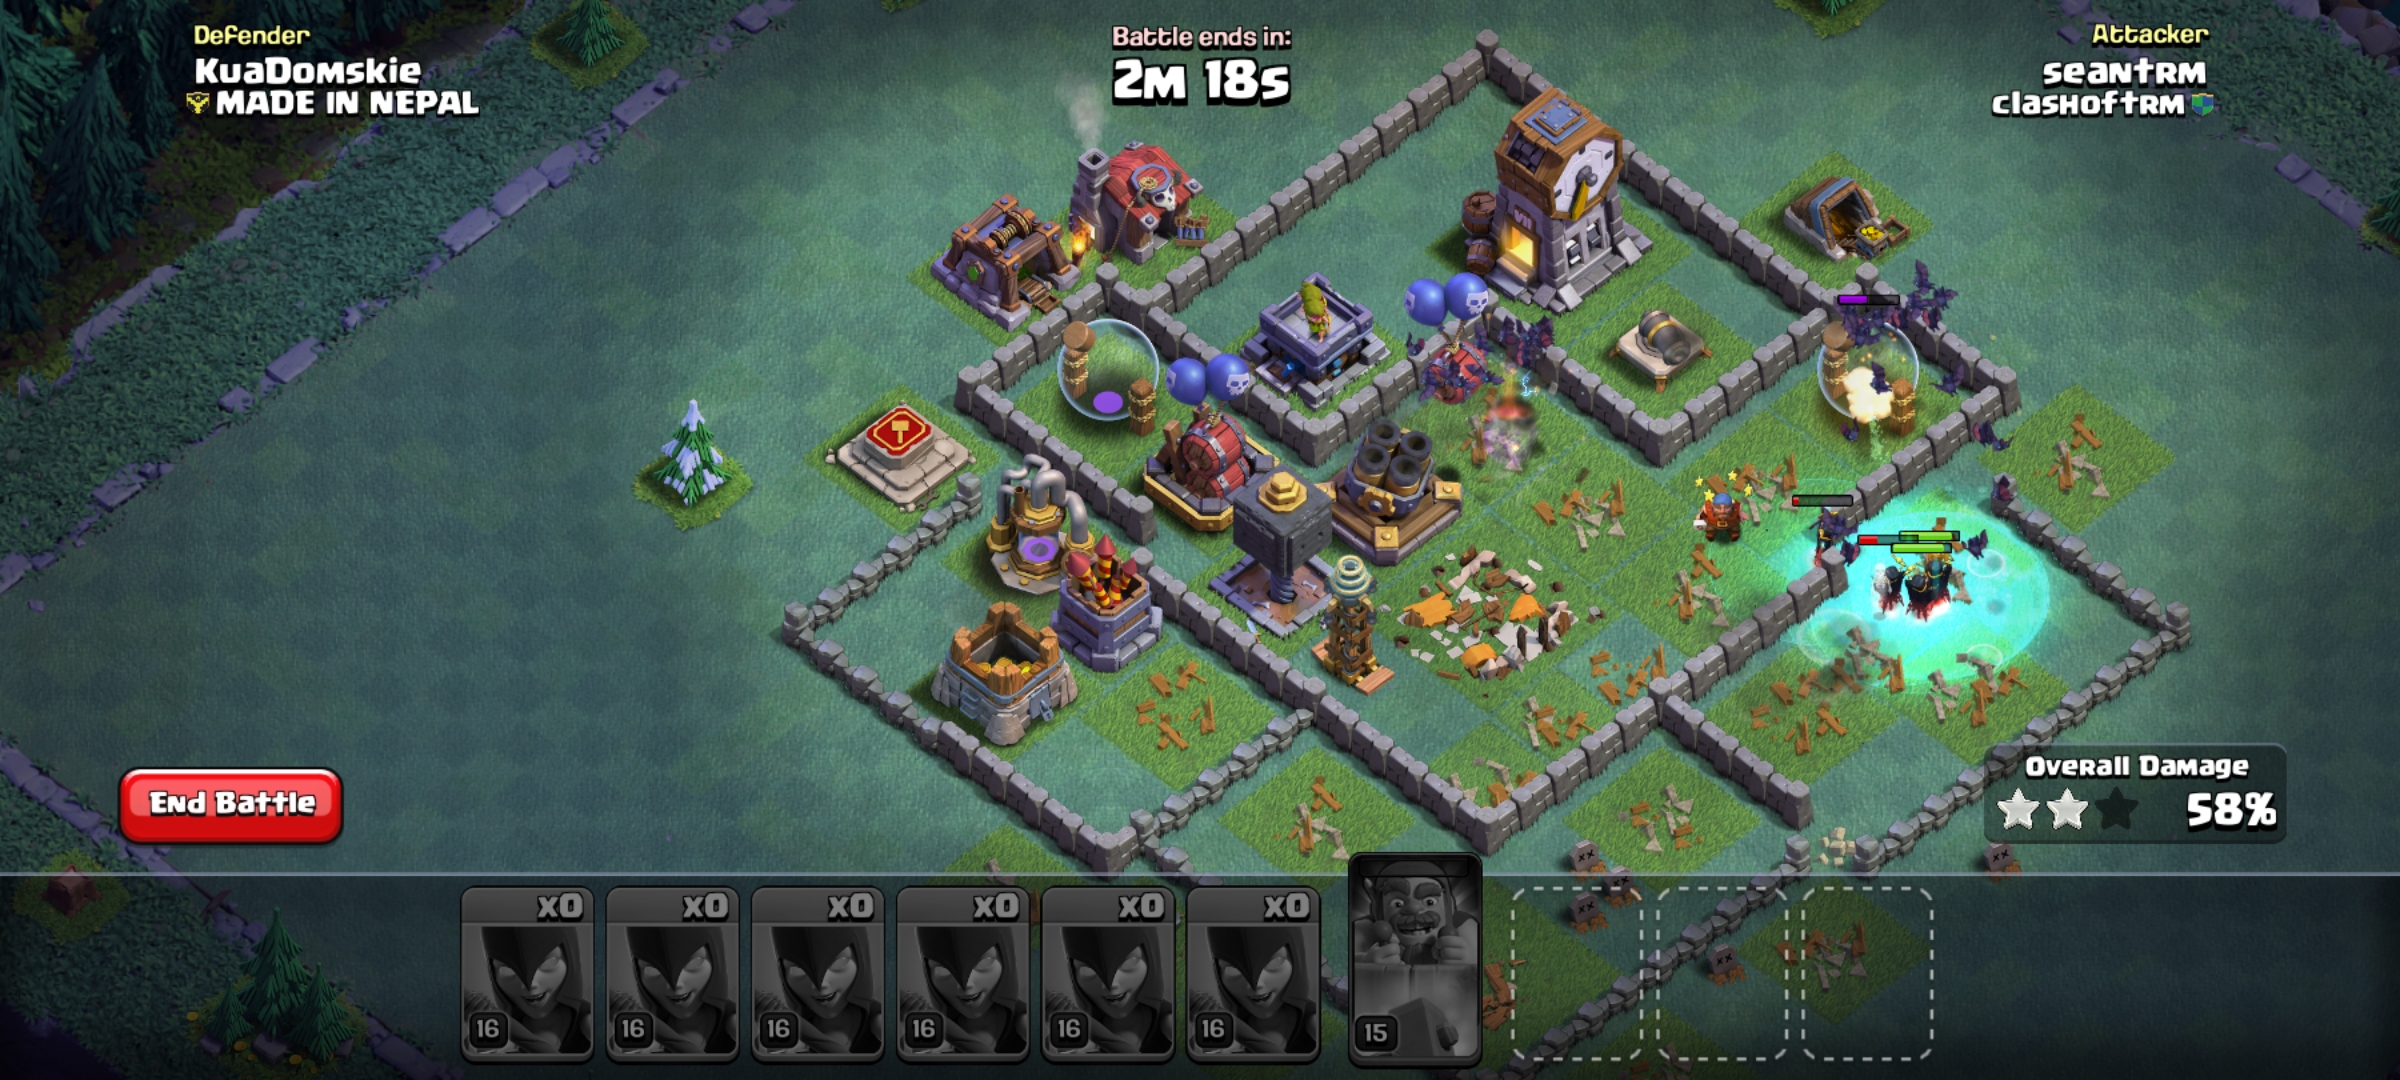 Defender
KuaDomskie
MADE IN NEPAL
Battle ends in:
2M 18s
Attacker
seantrm
clashoftrm
VII
End Battle
Overall Damage
58%
x0
x0
x0
x0
x0
x0
16
16
16
16
16
16
15